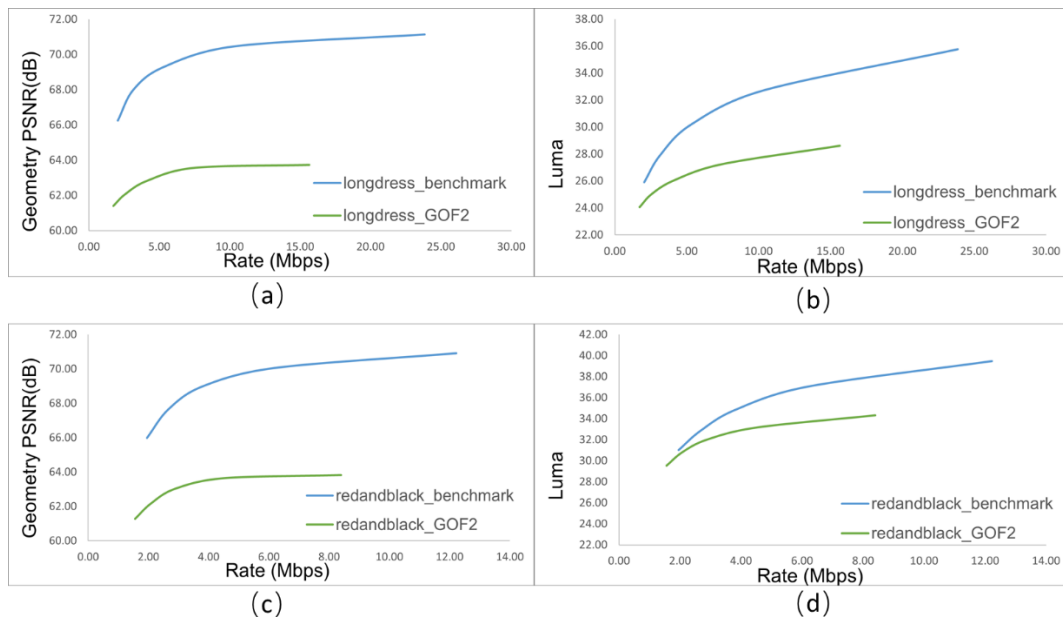 Geometry PSNR(dB)
72.00
70.00
68.00
66.00
64.00
62.00
60.00
longdress_benchmark
longdress_GOF2
0.00 5.00 10.00 15.00 20.00 25.00 30.00
Rate (Mbps)
(a)
Luma
38.00
36.00
34.00
32.00
30.00
28.00
26.00
24.00
22.00
longdress_benchmark
longdress_GOF2
0.00 5.00 10.00 15.00 20.00 25.00 30.00
Rate (Mbps)
(b)
Geometry PSNR(dB)
72.00
70.00
68.00
66.00
64.00
62.00
60.00
redandblack_benchmark
redandblack_GOF2
0.00 2.00 4.00 6.00 8.00 10.00 12.00 14.00
Rate (Mbps)
(c)
Luma
42.00
40.00
38.00
36.00
34.00
32.00
30.00
28.00
26.00
24.00
22.00
redandblack_benchmark
redandblack_GOF2
0.00 2.00 4.00 6.00 8.00 10.00 12.00 14.00
Rate (Mbps)
(d)